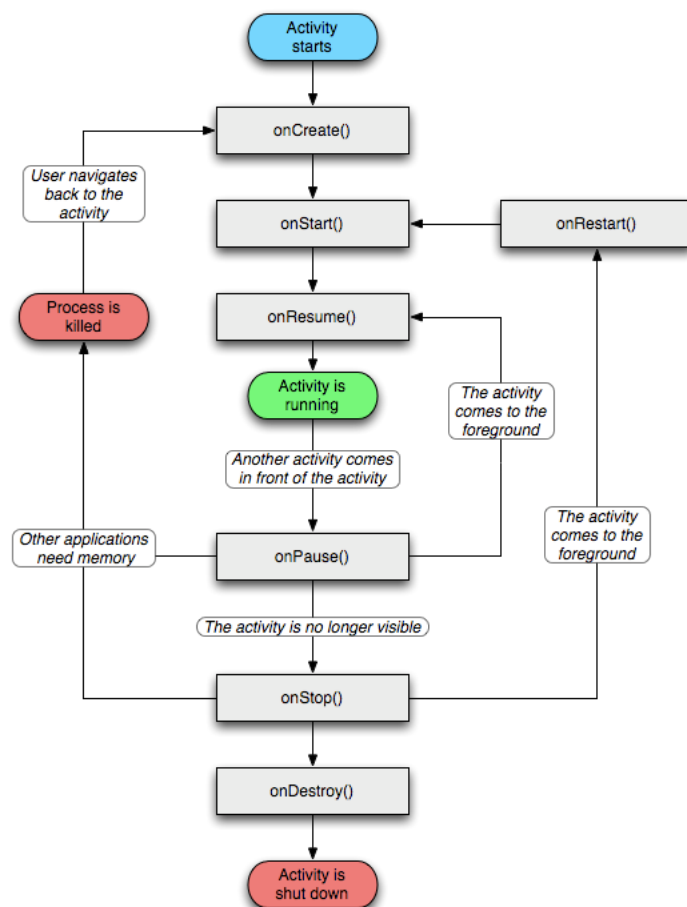 Activity
starts
onCreate()
User navigates
back to the
activity
onStart()
onRestart()
Process is
killed
onResume()
Activity is
running
The activity
comes to the
foreground
Another activity comes
in front of the activity
Other applications
need memory
onPause()
The activity
comes to the
foreground
The activity is no longer visible
onStop()
onDestroy()
Activity is
shut down